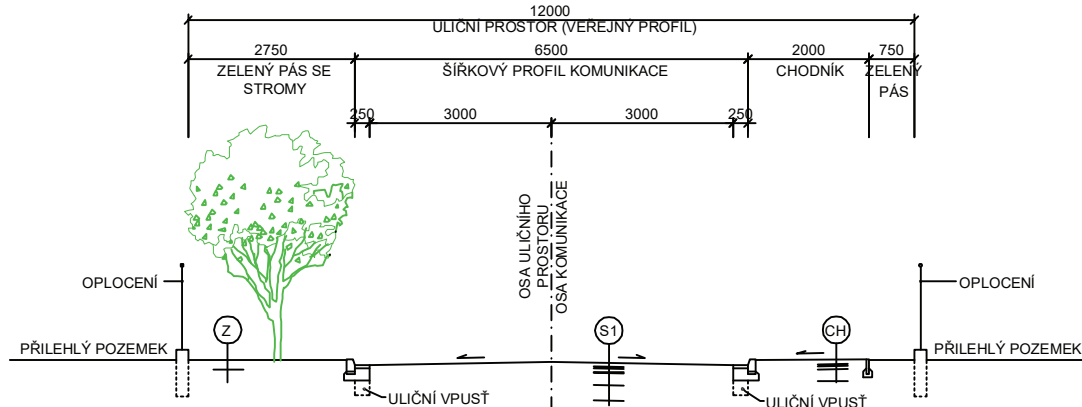 12000
ULIČNÍ PROSTOR (VEŘEJNÝ PROFIL)
2750
6500
2000
750
ZELENÝ PÁS SE
STROMY
ŠÍŘKOVÝ PROFIL KOMUNIKACE
CHODNÍK
ZELENÝ
PÁS
250
3000
3000
250
OSA ULIČNÍHO
PROSTORU
OSA KOMUNIKACE
OPLOCENÍ
OPLOCENÍ
Z
S1
CH
PŘILEHLÝ POZEMEK
PŘILEHLÝ POZEMEK
ULIČNÍ VPUSŤ
ULIČNÍ VPUSŤ